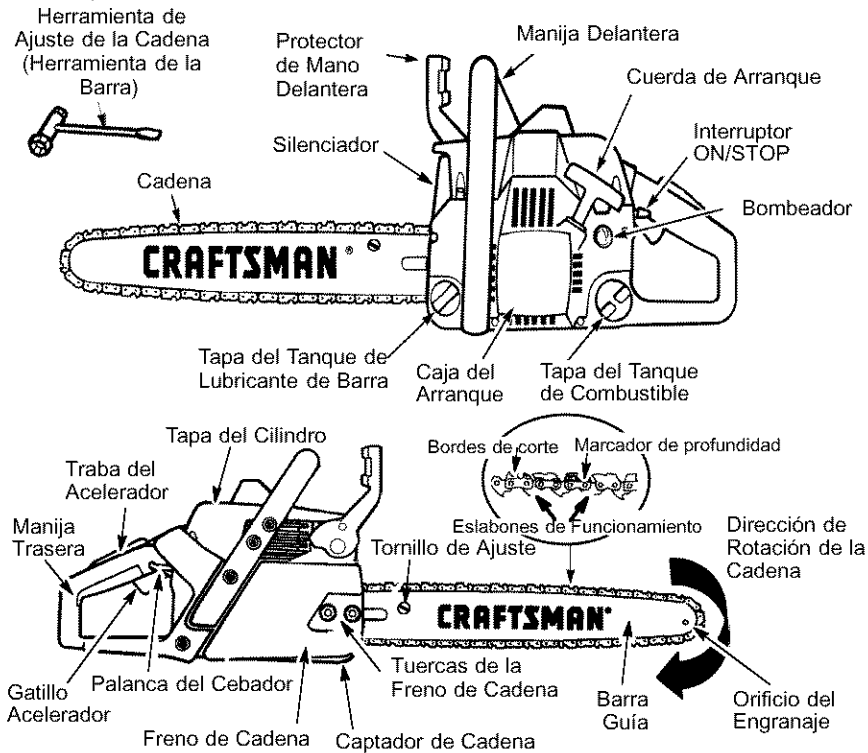 Herramienta de
Ajuste de la Cadena
(Herramienta de la
Barra)
Protector
de Mano
Delantera
Manija Delantera
Cuerda de Arranque
Silenciador
Interruptor
ON/STOP
Cadena
Bombeador
CRAFTSMAN®
Tapa del Tanque de
Lubricante de Barra
Caja del
Arranque
Tapa del Tanque
de Combustible
Tapa del Cilindro
Traba del
Acelerador
Manija
Trasera
Bordes de corte
Marcador de profundidad
Eslabones de Funcionamiento
Tornillo de Ajuste
Dirección de
Rotación de la
Cadena
CRAFTSMAN®
Gatillo
Acelerador
Palanca del Cebador
Tuercas de la
Freno de Cadena
Barra
Guía
Orificio del
Engranaje
Freno de Cadena
Captador de Cadena